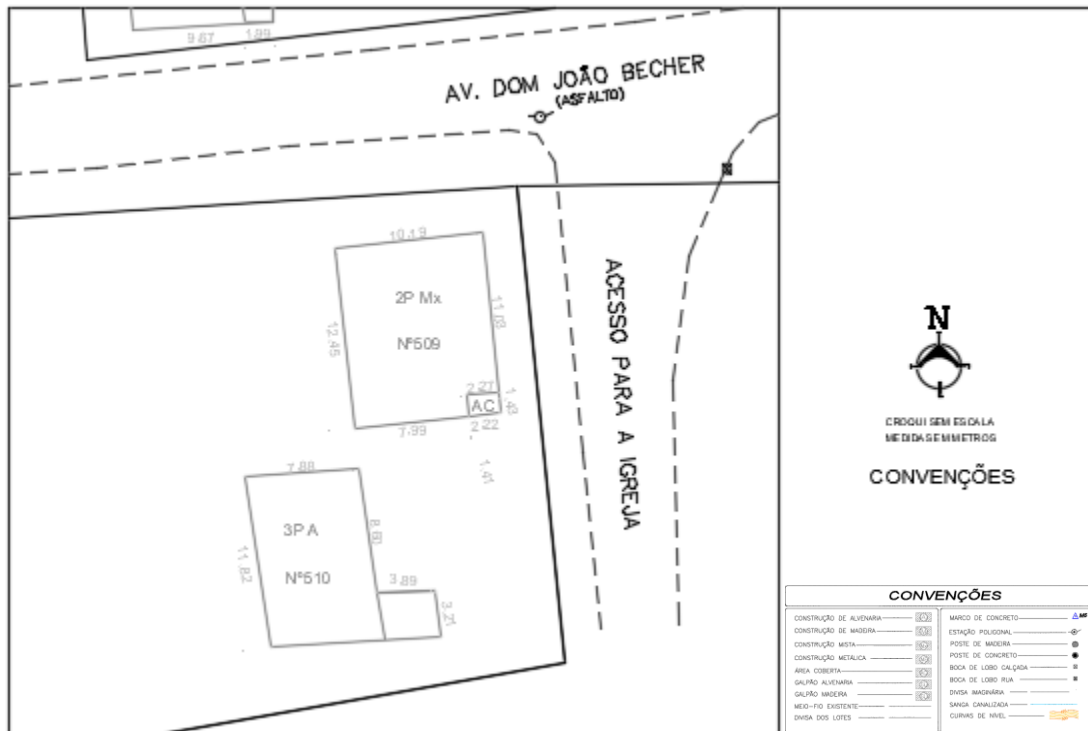 9.67
1.89
AV. DOM JOÃO BECHER
(ASFALTO)
10.19
2P Mx
Nº509
11.03
12.45
2.27
AC
1.43
7.99
2.22
1.41
ACESSO PARA A IGREJA
7.88
3P A
Nº510
8.60
11.82
3.89
3.21
N
CROQUI SEM ESCALA
MEDIDAS EM METROS
CONVENÇÕES
CONVENÇÕES
CONSTRUÇÃO DE ALVENARIA
CONSTRUÇÃO DE MADEIRA
CONSTRUÇÃO MISTA
CONSTRUÇÃO METÁLICA
ÁREA COBERTA
GALPÃO ALVENARIA
GALPÃO MADEIRA
MEIO-FIO EXISTENTE
DIVISA DOS LOTES
MARCO DE CONCRETO
ESTAÇÃO POLIGONAL
POSTE DE MADEIRA
POSTE DE CONCRETO
BOCA DE LOBO CALÇADA
BOCA DE LOBO RUA
DIVISA IMAGINÁRIA
SANGA CANALIZADA
CURVAS DE NÍVEL